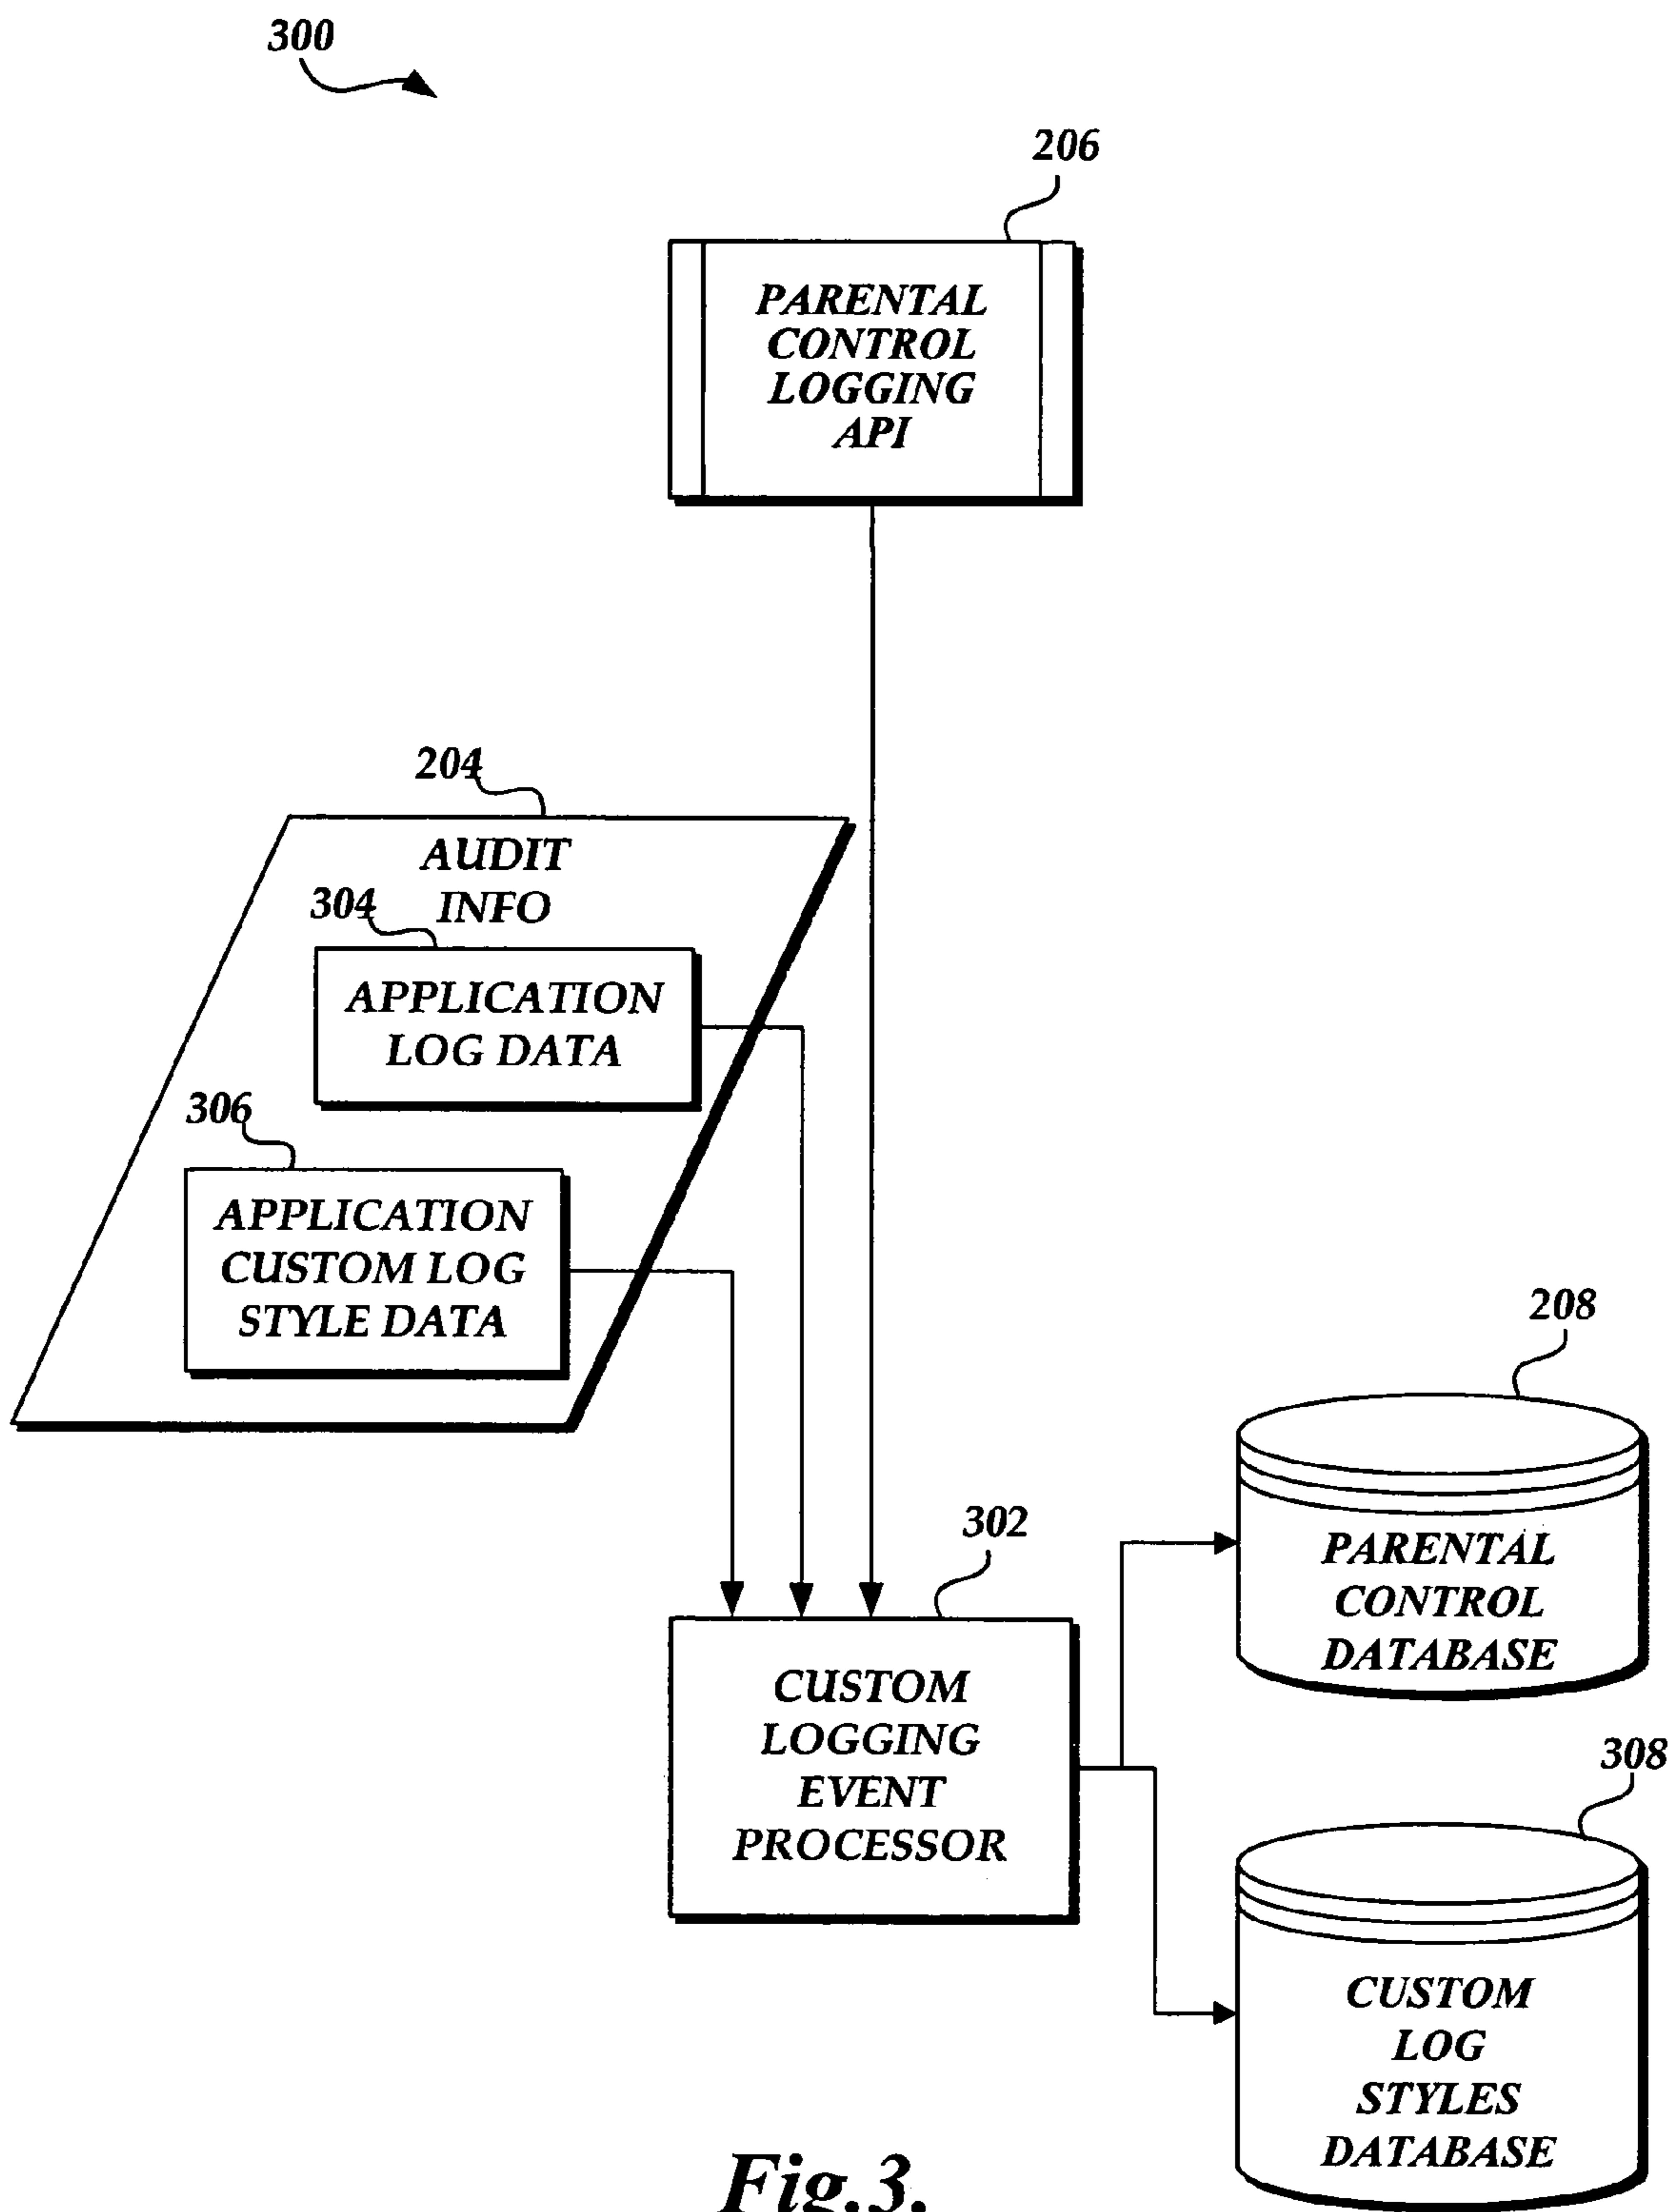 300
206
PARENTAL
CONTROL
LOGGING
API
204
AUDIT
INFO
304
APPLICATION
LOG DATA
306
APPLICATION
CUSTOM LOG
STYLE DATA
208
PARENTAL
CONTROL
DATABASE
302
CUSTOM
LOGGING
EVENT
PROCESSOR
308
CUSTOM
LOG
STYLES
DATABASE
Fig.3.